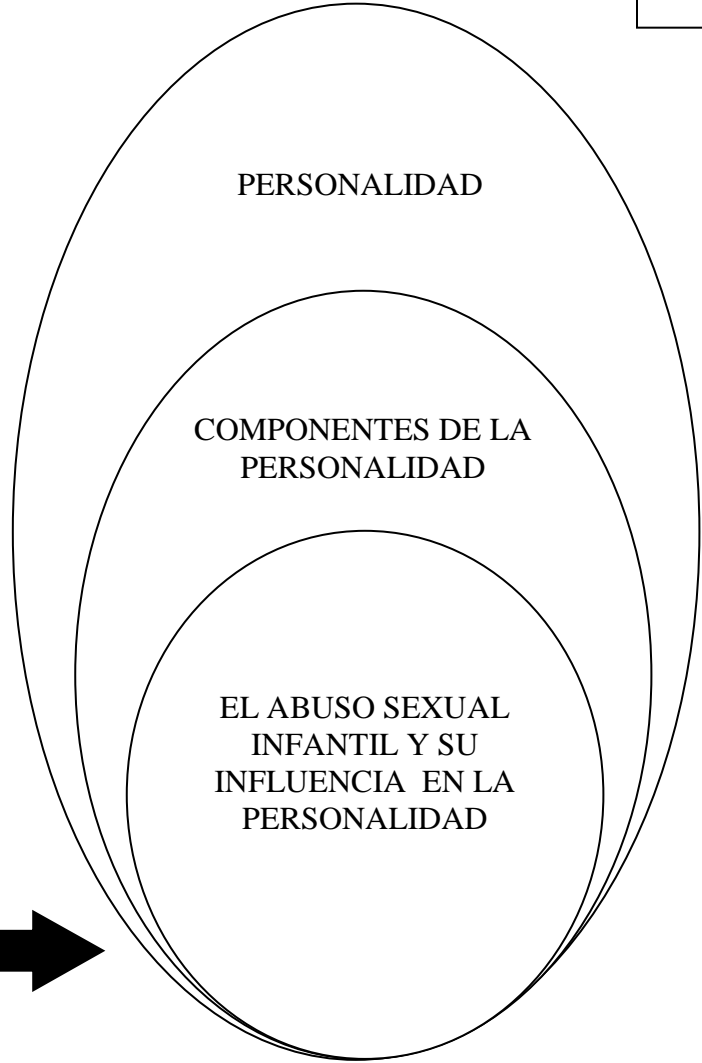 PERSONALIDAD
COMPONENTES DE LA
PERSONALIDAD
EL ABUSO SEXUAL
INFANTIL Y SU
INFLUENCIA  EN LA
PERSONALIDAD